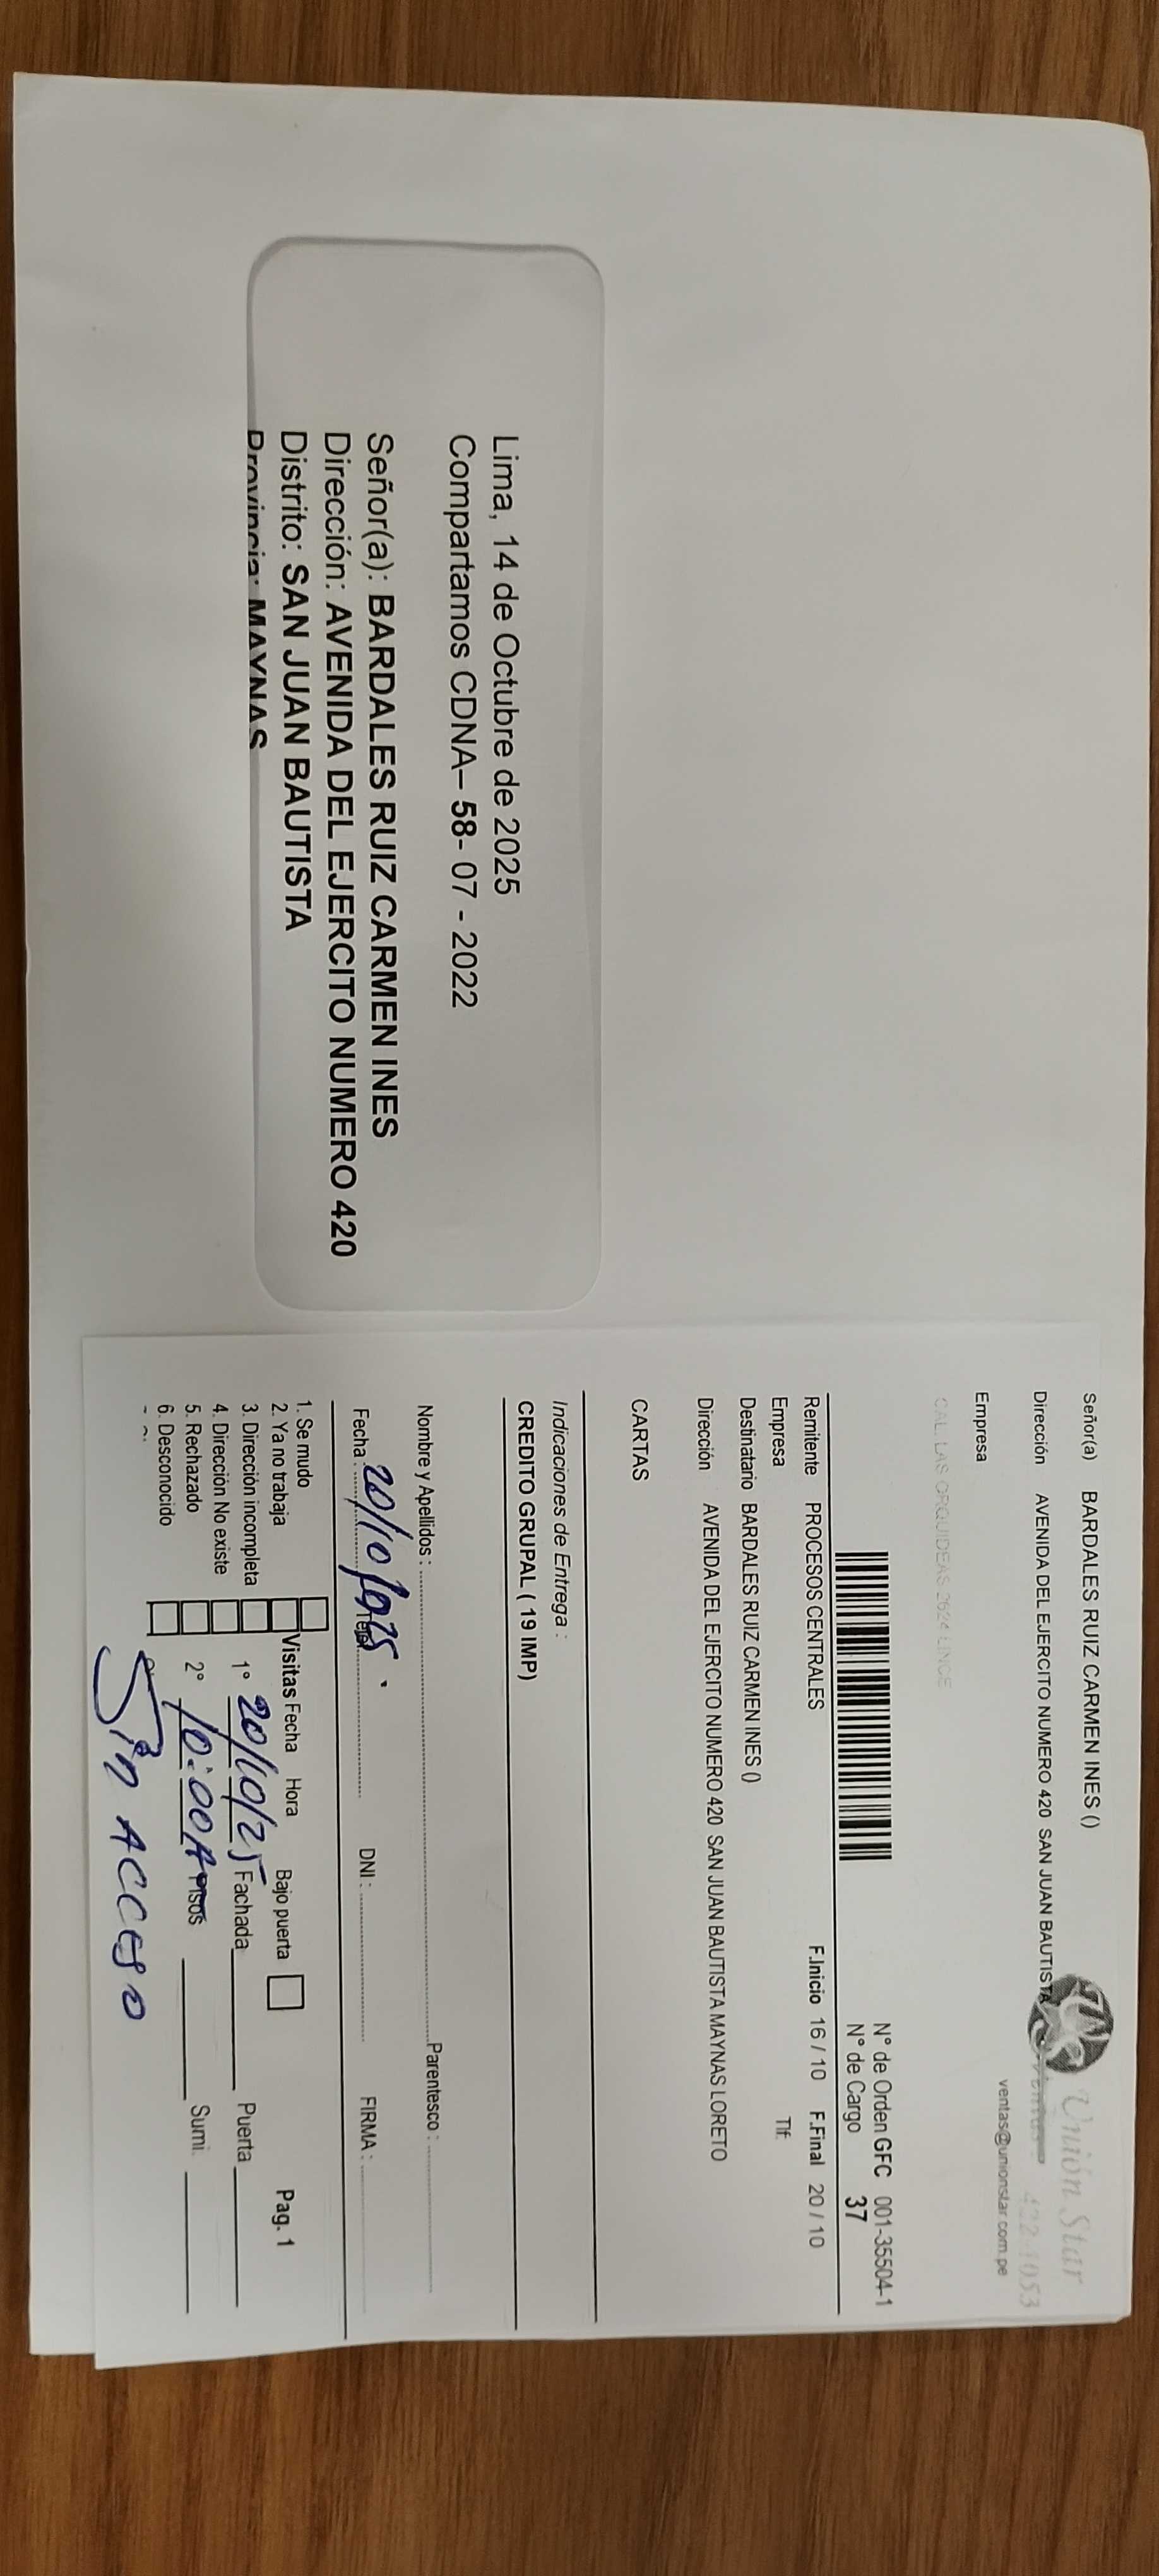 Lima, 14 de Octubre de 2025
Compartamos CDNA– 58- 07 - 2022
Señor(a): BARDALES RUIZ CARMEN INES
Dirección: AVENIDA DEL EJERCITO NUMERO 420
Distrito: SAN JUAN BAUTISTA
Provincia: MAYNAS
Señor(a) BARDALES RUIZ CARMEN INES ()
Unión Star
Dirección AVENIDA DEL EJERCITO NUMERO 420 SAN JUAN BAUTISTA
422-1053
ventas@unionstar.com.pe
Empresa
CAL. LAS ORQUIDEAS 2624 LINCE
N° de Orden GFC 001-35504-1
N° de Cargo 37
Remitente PROCESOS CENTRALES F.Inicio 16 / 10 F.Final 20 / 10
Empresa Tlf:
Destinatario BARDALES RUIZ CARMEN INES ()
Dirección AVENIDA DEL EJERCITO NUMERO 420 SAN JUAN BAUTISTA MAYNAS LORETO
CARTAS
Indicaciones de Entrega :
CREDITO GRUPAL ( 19 IMP)
Nombre y Apellidos : Parentesco :
Fecha : 20/10/2025 DNI : FIRMA :
1. Se mudo
2. Ya no trabaja Visitas Fecha Hora Bajo puerta Pag. 1
3. Dirección incompleta 1° 20/10/25 Fachada Puerta
4. Dirección No existe
5. Rechazado 2° 10:00 AM Pisos Sumi.
6. Desconocido
Sin Acceso